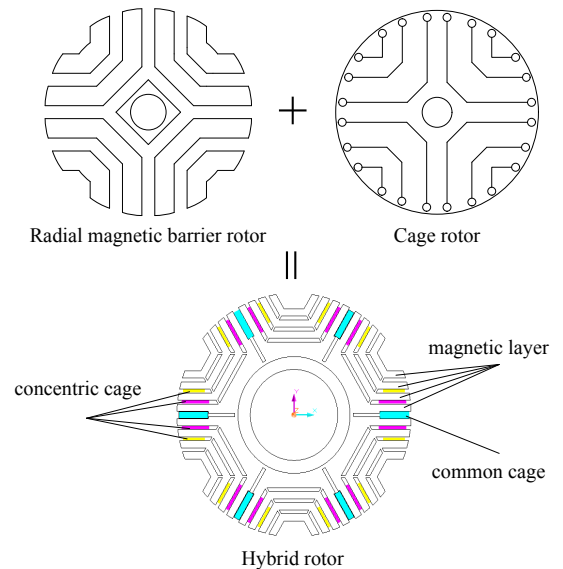 Radial magnetic barrier rotor
Cage rotor
magnetic layer
concentric cage
common cage
Hybrid rotor